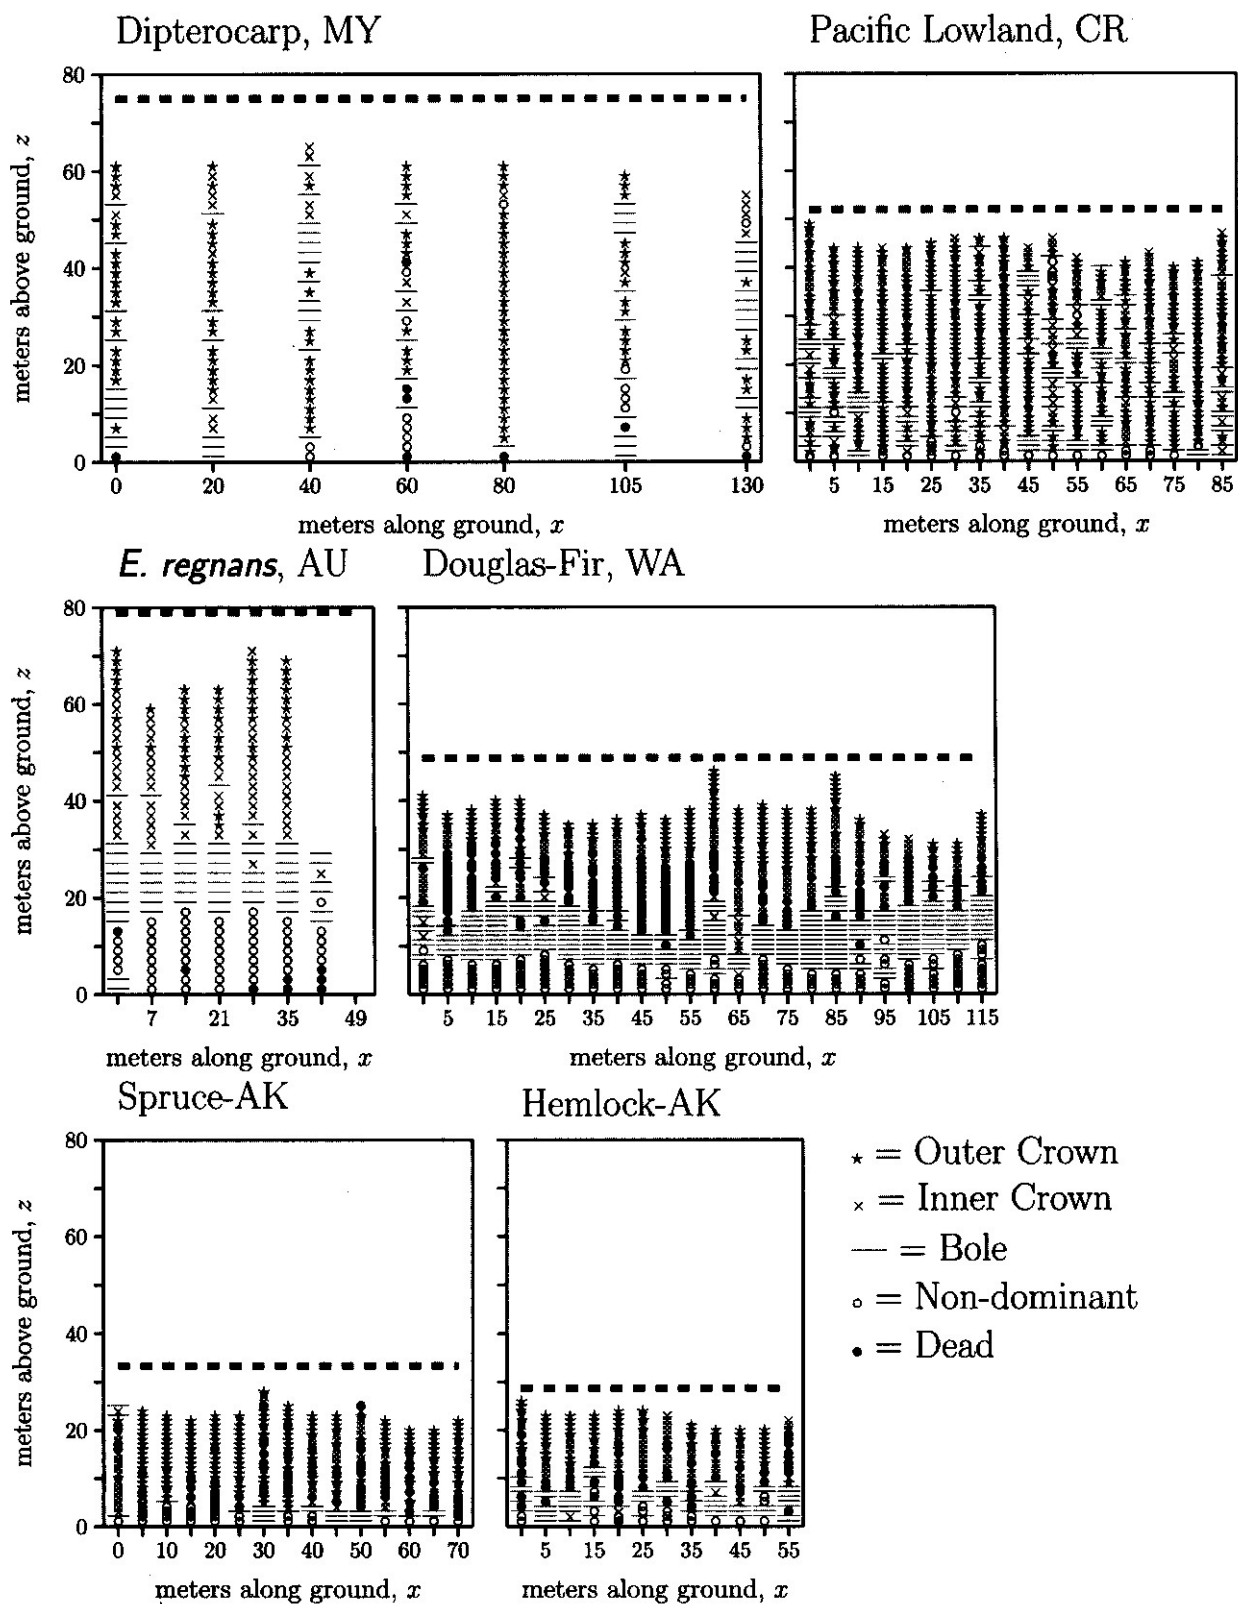 Dipterocarp, MY
Pacific Lowland, CR
meters above ground, z
80
60
40
20
0
0 20 40 60 80 105 130
5 15 25 35 45 55 65 75 85
meters along ground, x
meters along ground, x
E. regnans, AU
Douglas-Fir, WA
meters above ground, z
80
60
40
20
0
7 21 35 49
5 15 25 35 45 55 65 75 85 95 105 115
meters along ground, x
meters along ground, x
Spruce-AK
Hemlock-AK
meters above ground, z
80
60
40
20
0
0 10 20 30 40 50 60 70
5 15 25 35 45 55
meters along ground, x
meters along ground, x
⋆ = Outer Crown
× = Inner Crown
— = Bole
○ = Non-dominant
● = Dead